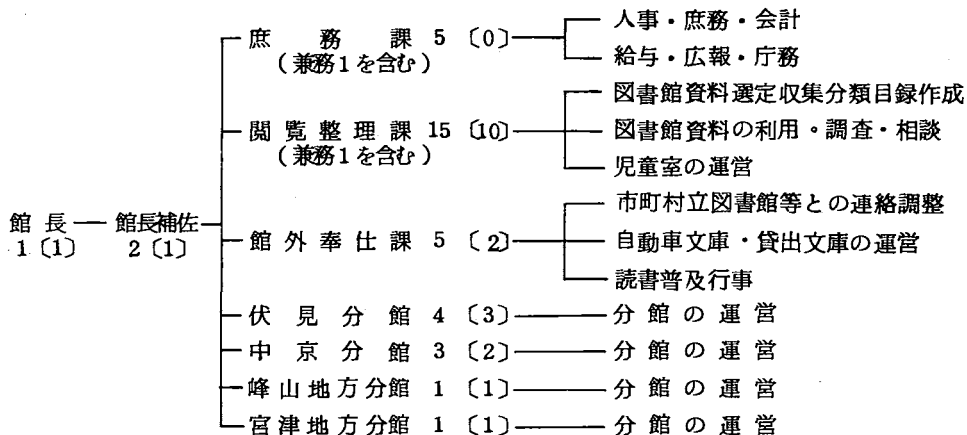 庶務課 5 〔0〕
(兼務1を含む)
人事・庶務・会計
給与・広報・庁務
閲覧整理課 15 〔10〕
(兼務1を含む)
図書館資料選定収集分類目録作成
図書館資料の利用。調査・相談
児童室の運営
館長
1〔1〕
館長補佐
2〔1〕
館外奉仕課 5 〔2〕
市町村立図書館等との連絡調整
自動車文庫・貸出文庫の運営
読書普及行事
伏見分館 4 〔3〕 分館の運営
中京分館 3 〔2〕 分館の運営
峰山地方分館 1 〔1〕 分館の運営
宮津地方分館 1 〔1〕 分館の運営